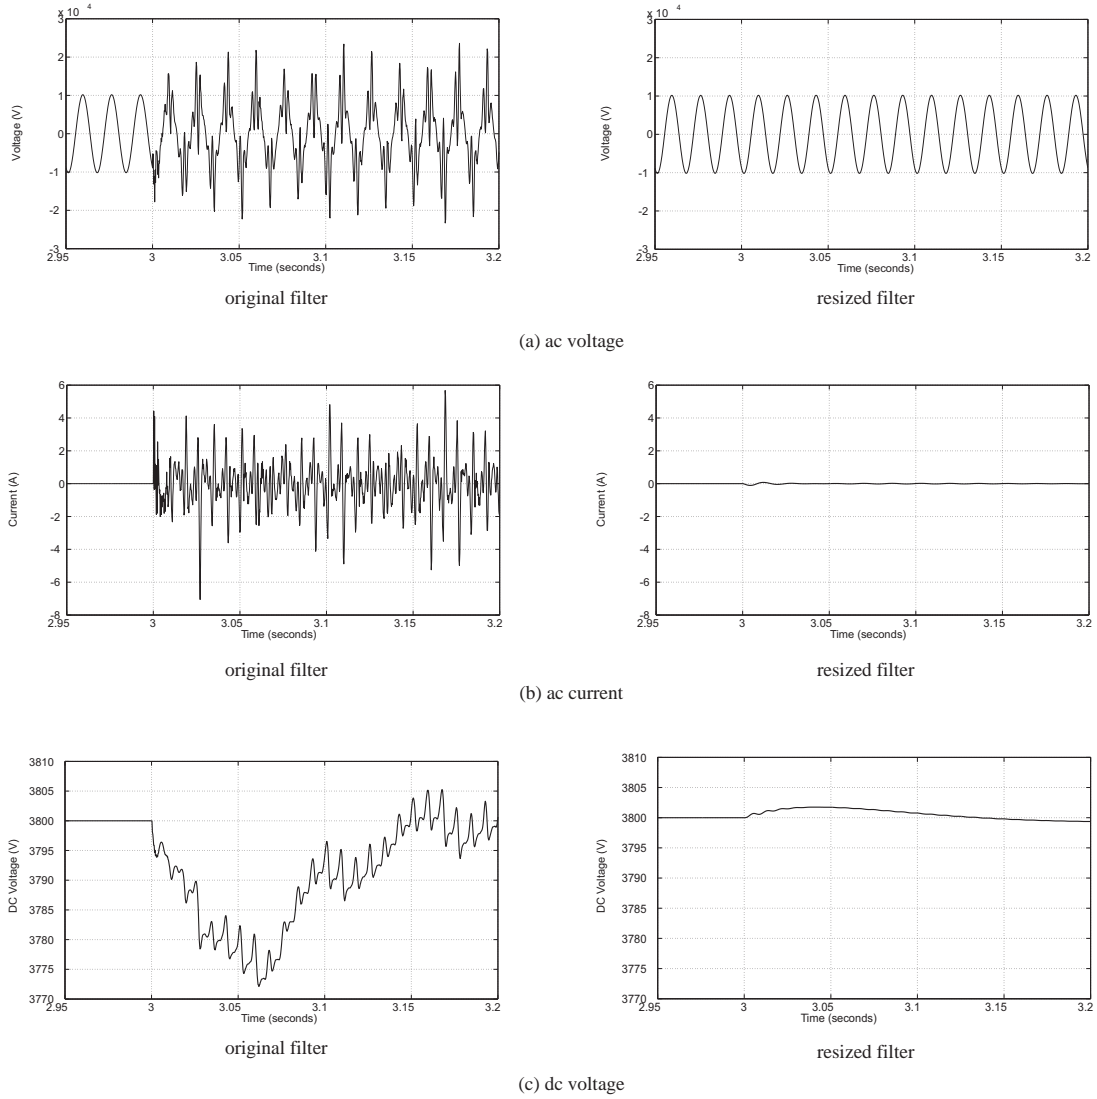 x 10 4
3
2
1
0
-1
-2
-3
2.95 3 3.05 3.1 3.15 3.2
Time (seconds)
Voltage (V)
original filter
x 10 4
3
2
1
0
-1
-2
-3
2.95 3 3.05 3.1 3.15 3.2
Time (seconds)
Voltage (V)
resized filter
(a) ac voltage
6
4
2
0
-2
-4
-6
-8
2.95 3 3.05 3.1 3.15 3.2
Time (seconds)
Current (A)
original filter
6
4
2
0
-2
-4
-6
-8
2.95 3 3.05 3.1 3.15 3.2
Time (seconds)
Current (A)
resized filter
(b) ac current
3810
3805
3800
3795
3790
3785
3780
3775
3770
2.95 3 3.05 3.1 3.15 3.2
Time (seconds)
DC Voltage (V)
original filter
3810
3805
3800
3795
3790
3785
3780
3775
3770
2.95 3 3.05 3.1 3.15 3.2
Time (seconds)
DC Voltage (V)
resized filter
(c) dc voltage